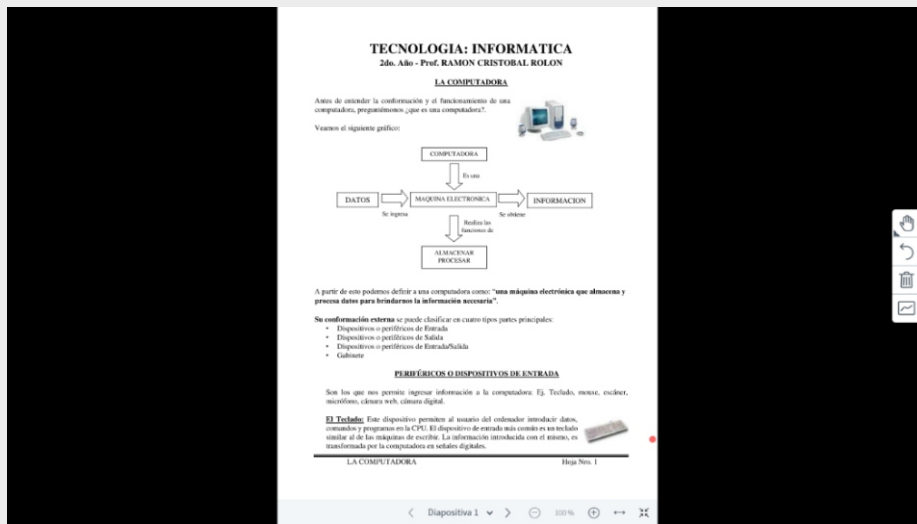 TECNOLOGIA: INFORMATICA
2do. Año - Prof. RAMON CRISTOBAL ROLON
LA COMPUTADORA
Antes de entender la conformación y el funcionamiento de una
computadora, preguntémonos ¿que es una computadora?.
Veamos el siguiente gráfico:
COMPUTADORA
Es una
DATOS
MAQUINA ELECTRONICA
INFORMACION
Se ingresa
Se obtiene
Realiza las
funciones de
ALMACENAR
PROCESAR
A partir de esto podemos definir a una computadora como: "una máquina electrónica que almacena y
procesa datos para brindarnos la información necesaria".
Su conformación externa se puede clasificar en cuatro tipos partes principales:
• Dispositivos o periféricos de Entrada
• Dispositivos o periféricos de Salida
• Dispositivos o periféricos de Entrada/Salida
• Gabinete
PERIFÉRICOS O DISPOSITIVOS DE ENTRADA
Son los que nos permite ingresar información a la computadora: Ej. Teclado, mouse, escáner,
micrófono, cámara web, cámara digital.
El Teclado: Este dispositivo permiten al usuario del ordenador introducir datos,
comandos y programas en la CPU. El dispositivo de entrada más común es un teclado
similar al de las máquinas de escribir. La información introducida con el mismo, es
transformada por la computadora en señales digitales.
LA COMPUTADORA Hoja Nro. 1
Diapositiva 1 100 %